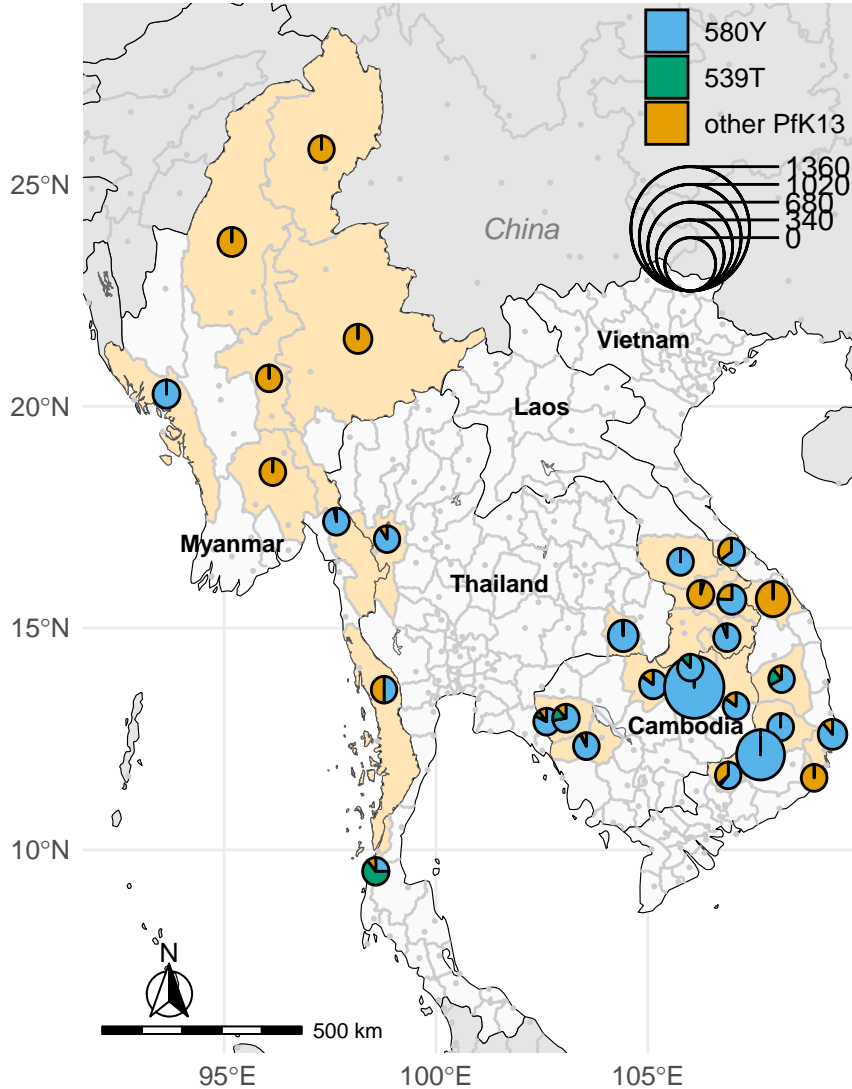 580Y
539T
other PfK13
1360
1020
680
340
0
25°N
China
Vietnam
20°N
Laos
Myanmar
Thailand
15°N
Cambodia
10°N
N
500 km
95°E
100°E
105°E